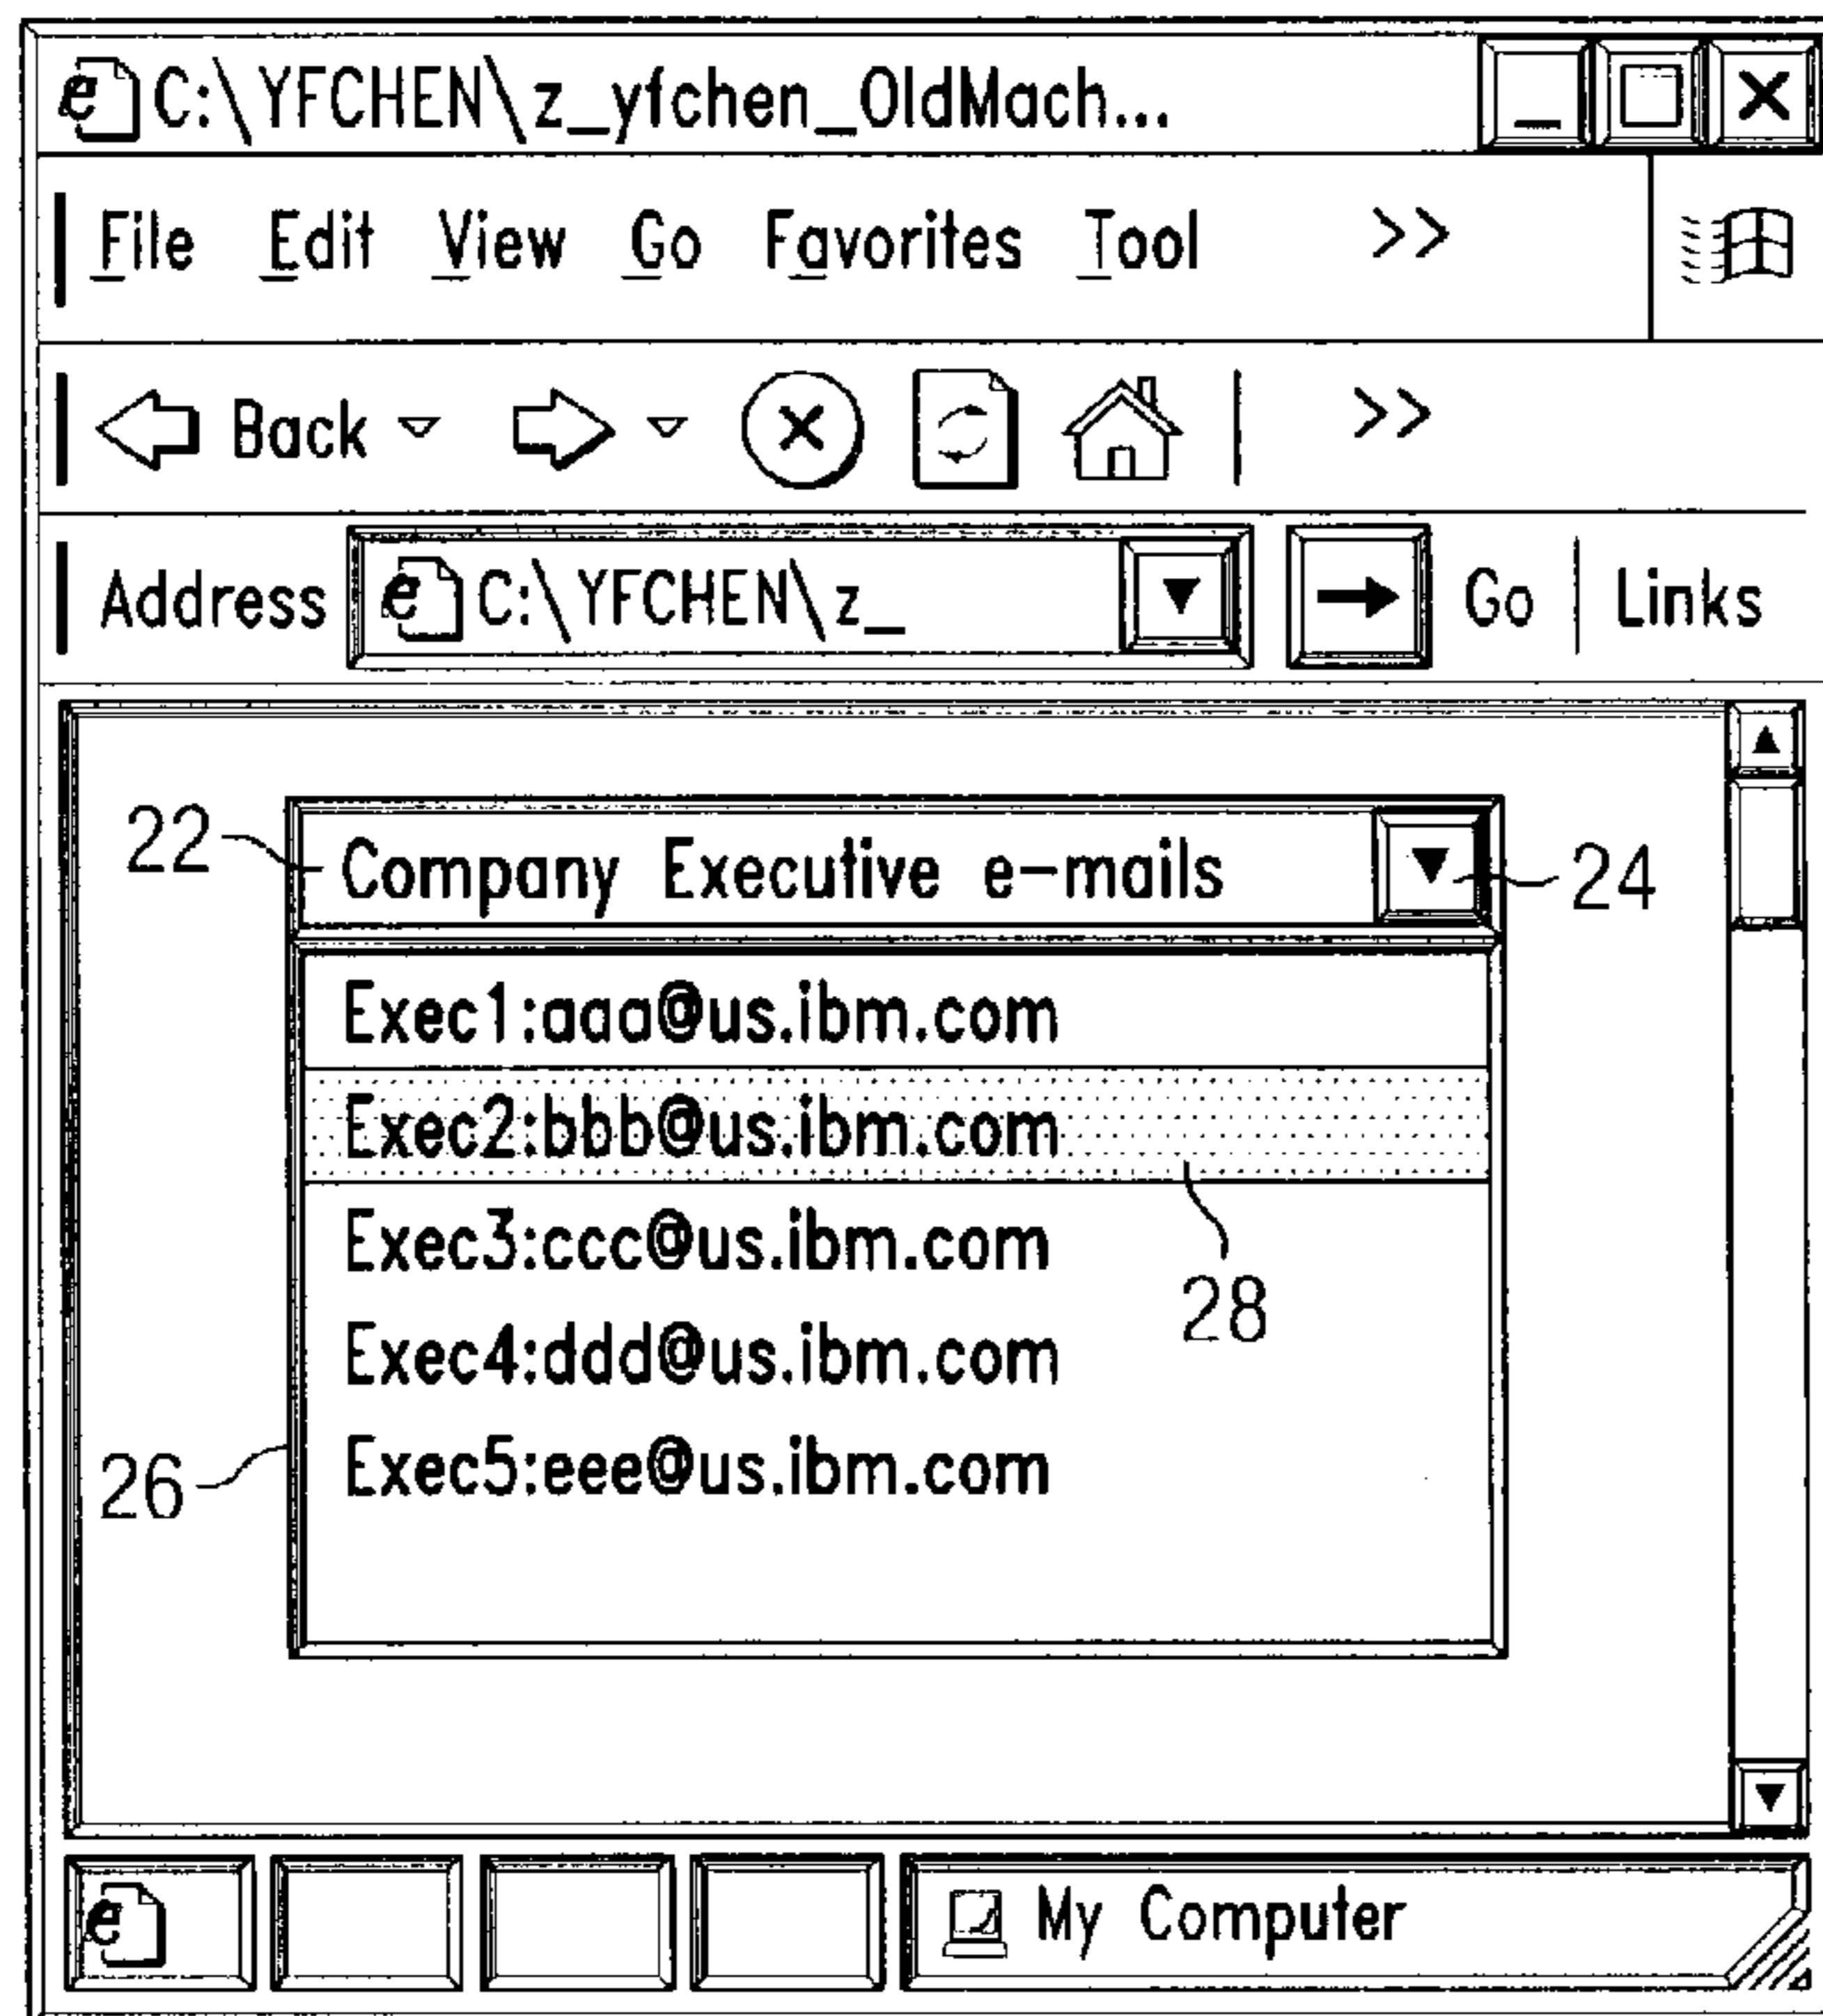 C:\YFCHEN\z_yfchen_OldMach...
File Edit View Go Favorites Tool >>
Back >>
Address C:\YFCHEN\z_ Go Links
22 Company Executive e-mails 24
Exec1:aaa@us.ibm.com
Exec2:bbb@us.ibm.com
Exec3:ccc@us.ibm.com
28
Exec4:ddd@us.ibm.com
26 Exec5:eee@us.ibm.com
My Computer